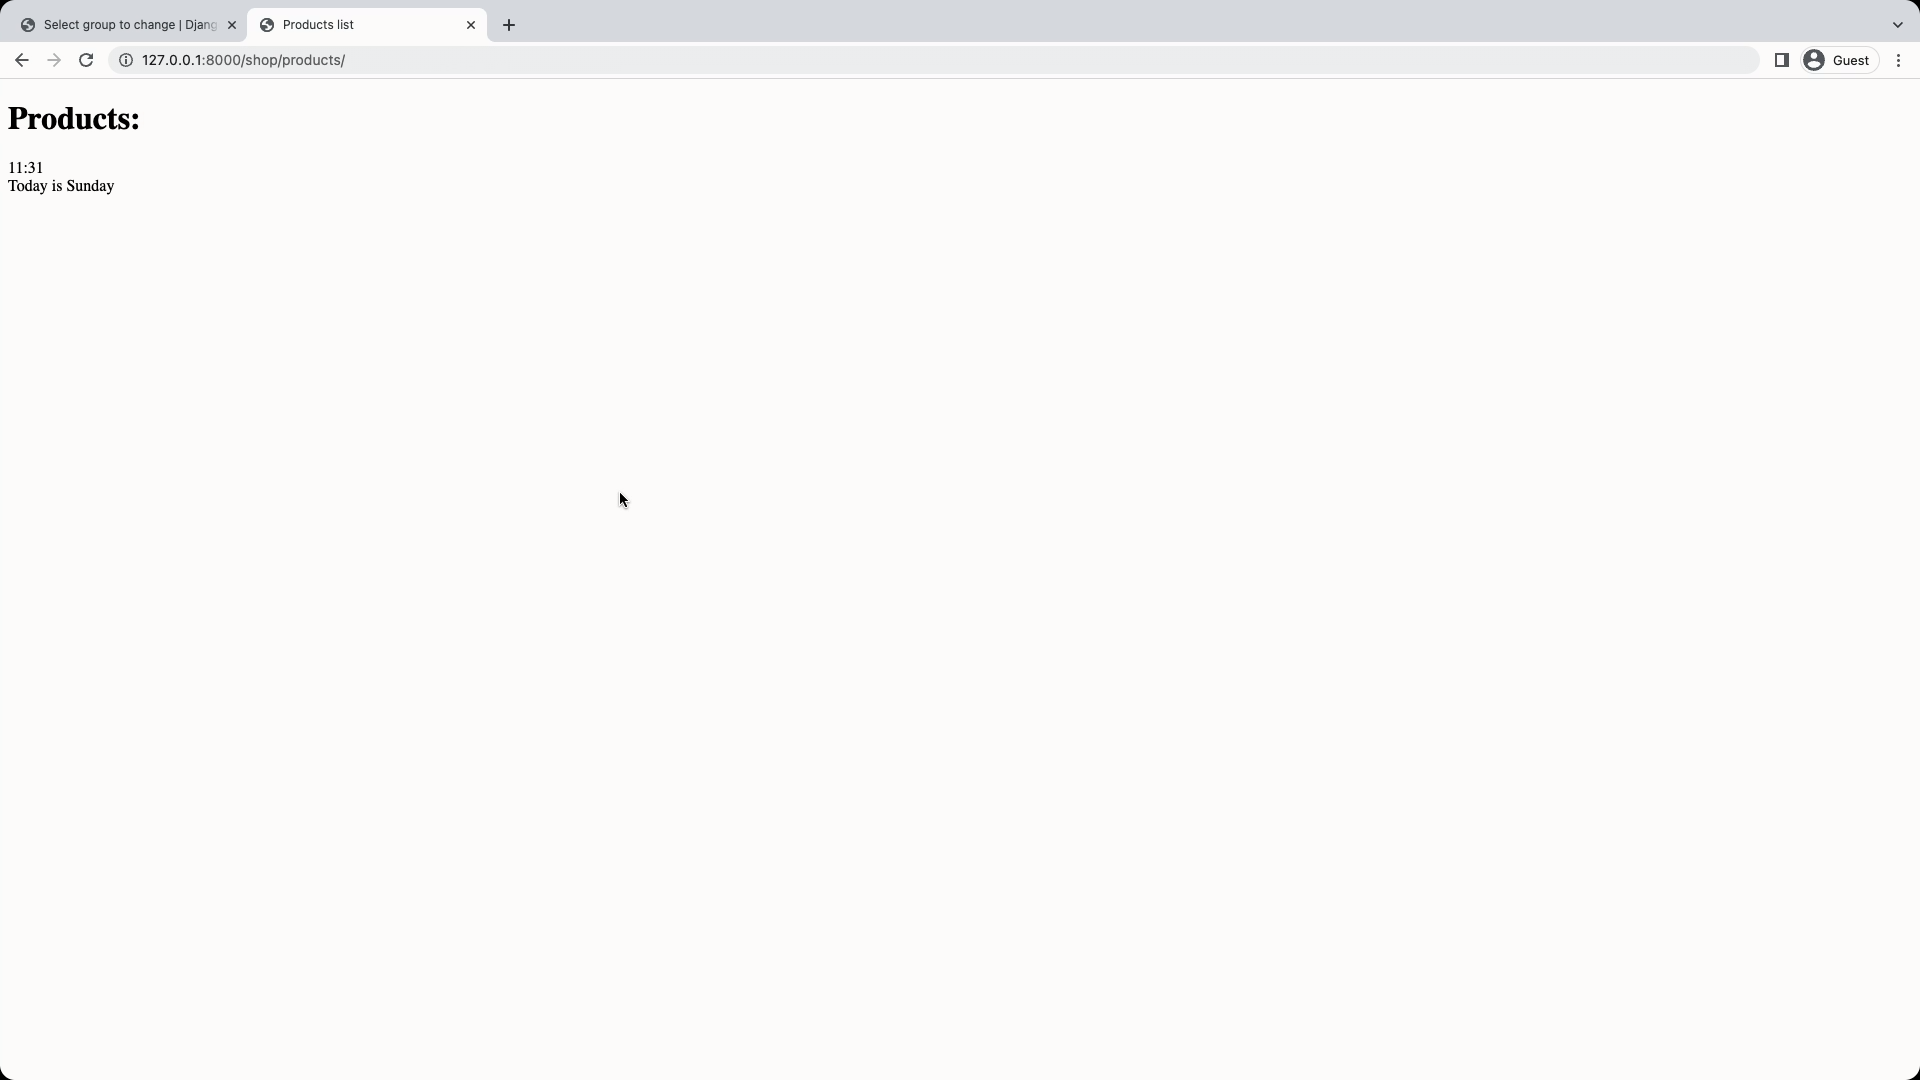 Select group to change | Djang
Products list
127.0.0.1:8000/shop/products/
Guest
Products:
11:31
Today is Sunday